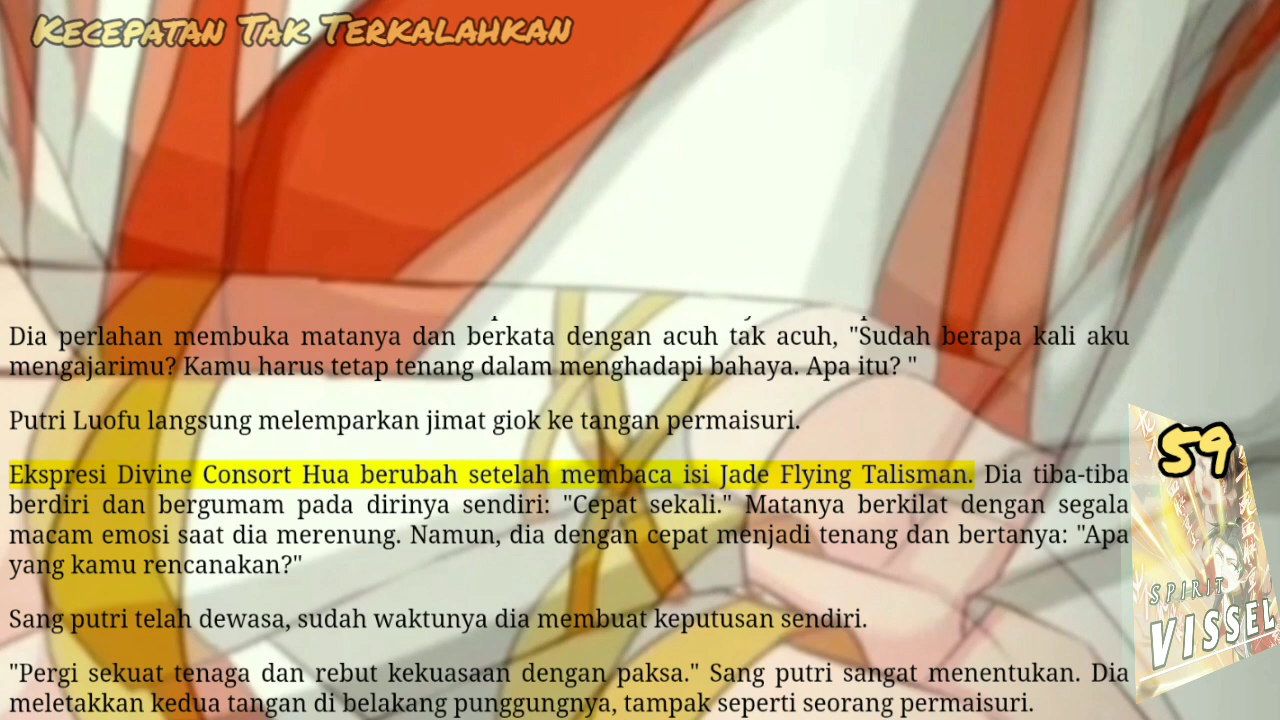 Kecepatan Tak Terkalahkan
Dia perlahan membuka matanya dan berkata dengan acuh tak acuh, "Sudah berapa kali aku
mengajarimu? Kamu harus tetap tenang dalam menghadapi bahaya. Apa itu? "
Putri Luofu langsung melemparkan jimat giok ke tangan permaisuri.
Ekspresi Divine Consort Hua berubah setelah membaca isi Jade Flying Talisman. Dia tiba-tiba
berdiri dan bergumam pada dirinya sendiri: "Cepat sekali." Matanya berkilat dengan segala
macam emosi saat dia merenung. Namun, dia dengan cepat menjadi tenang dan bertanya: "Apa
yang kamu rencanakan?"
Sang putri telah dewasa, sudah waktunya dia membuat keputusan sendiri.
"Pergi sekuat tenaga dan rebut kekuasaan dengan paksa." Sang putri sangat menentukan. Dia
meletakkan kedua tangan di belakang punggungnya, tampak seperti seorang permaisuri.
59
SPIRIT
VISSEL